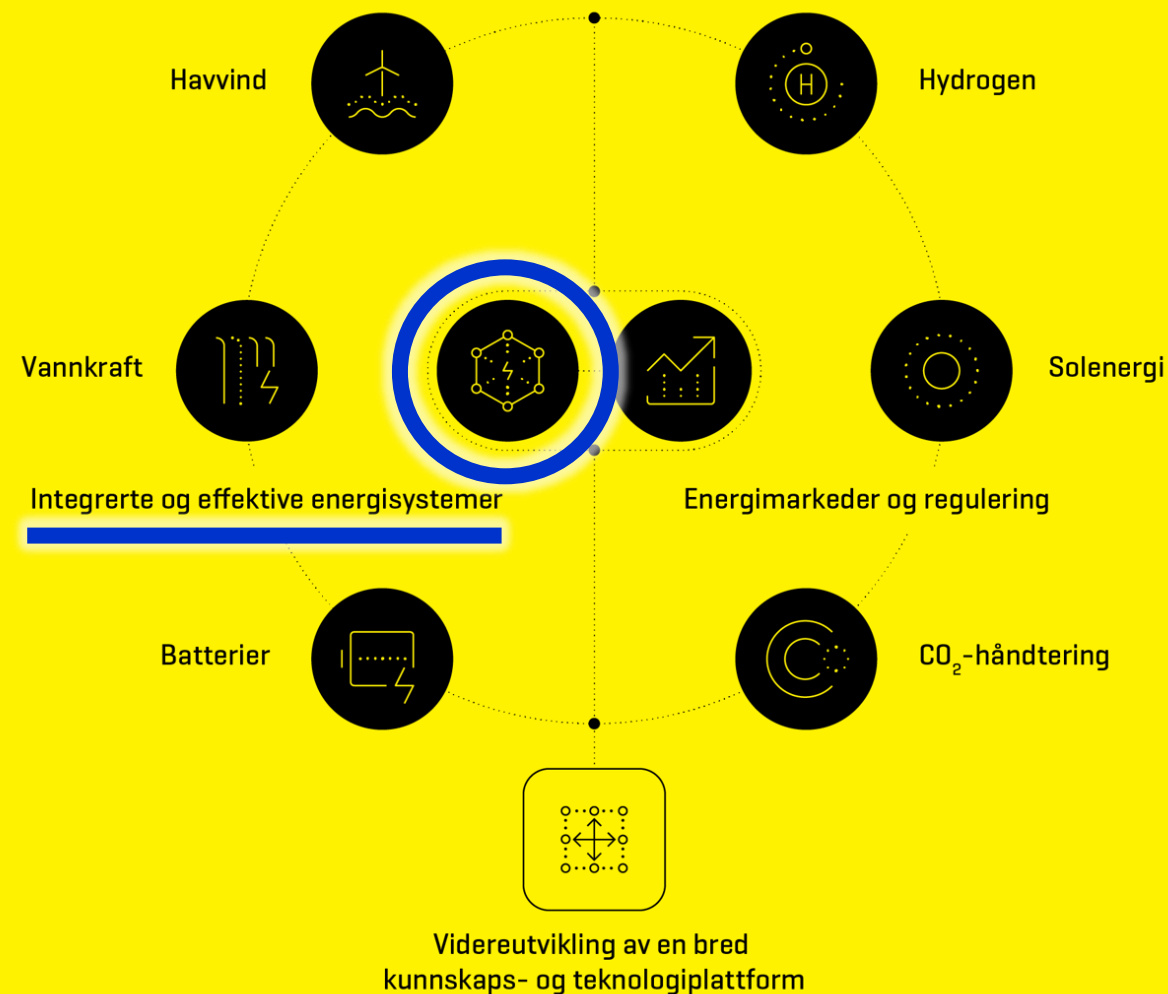 Havvind
Hydrogen
H
Vannkraft
Solenergi
Integrerte og effektive energisystemer
Energimarkeder og regulering
Batterier
CO₂-håndtering
Videreutvikling av en bred
kunnskaps- og teknologiplattform